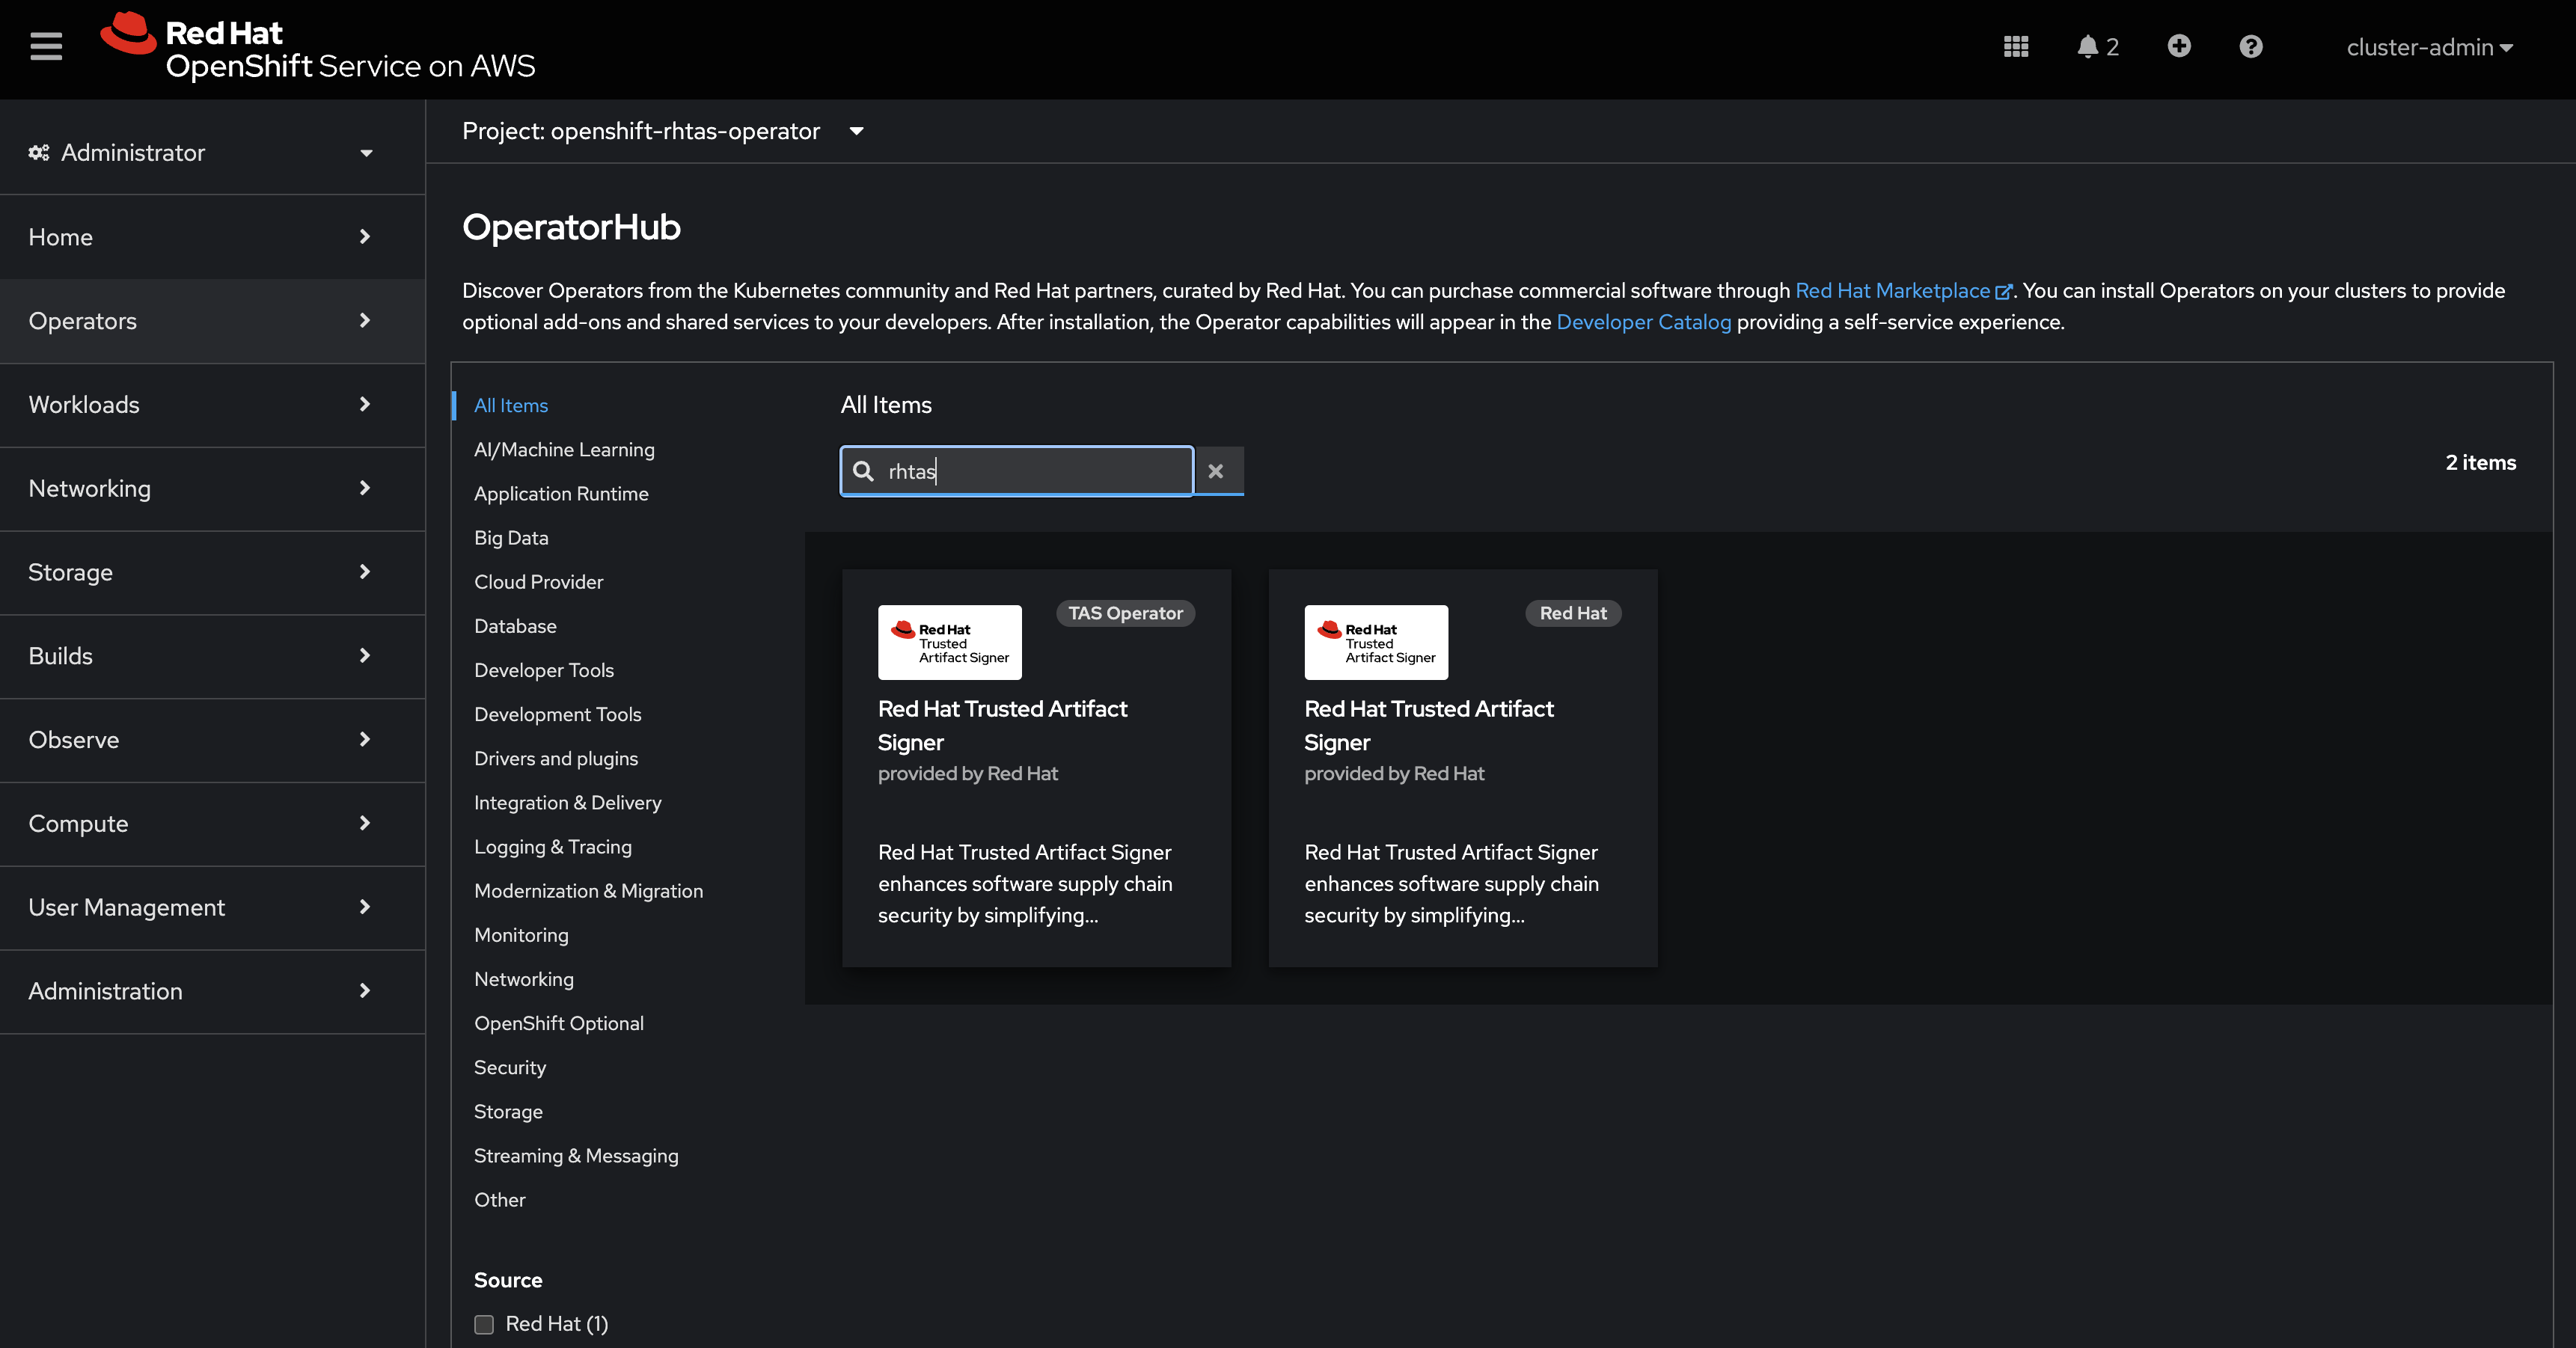 Red Hat
OpenShift Service on AWS
2
cluster-admin
Administrator
Home
Operators
Workloads
Networking
Storage
Builds
Observe
Compute
User Management
Administration
Project: openshift-rhtas-operator
OperatorHub
Discover Operators from the Kubernetes community and Red Hat partners, curated by Red Hat. You can purchase commercial software through Red Hat Marketplace. You can install Operators on your clusters to provide
optional add-ons and shared services to your developers. After installation, the Operator capabilities will appear in the Developer Catalog providing a self-service experience.
All Items
AI/Machine Learning
Application Runtime
Big Data
Cloud Provider
Database
Developer Tools
Development Tools
Drivers and plugins
Integration & Delivery
Logging & Tracing
Modernization & Migration
Monitoring
Networking
OpenShift Optional
Security
Storage
Streaming & Messaging
Other
Source
Red Hat (1)
All Items
rhtas
2 items
Red Hat
Trusted
Artifact Signer
TAS Operator
Red Hat Trusted Artifact
Signer
provided by Red Hat
Red Hat Trusted Artifact Signer
enhances software supply chain
security by simplifying...
Red Hat
Trusted
Artifact Signer
Red Hat
Red Hat Trusted Artifact
Signer
provided by Red Hat
Red Hat Trusted Artifact Signer
enhances software supply chain
security by simplifying...